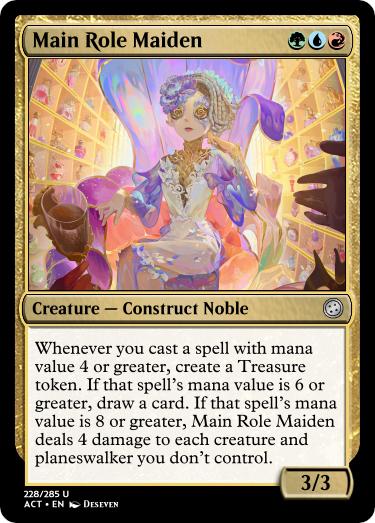 Main Role Maiden
Creature — Construct Noble
Whenever you cast a spell with mana
value 4 or greater, create a Treasure
token. If that spell's mana value is 6 or
greater, draw a card. If that spell's mana
value is 8 or greater, Main Role Maiden
deals 4 damage to each creature and
planeswalker you don't control.
3/3
228/285 U
ACT • EN Deseven